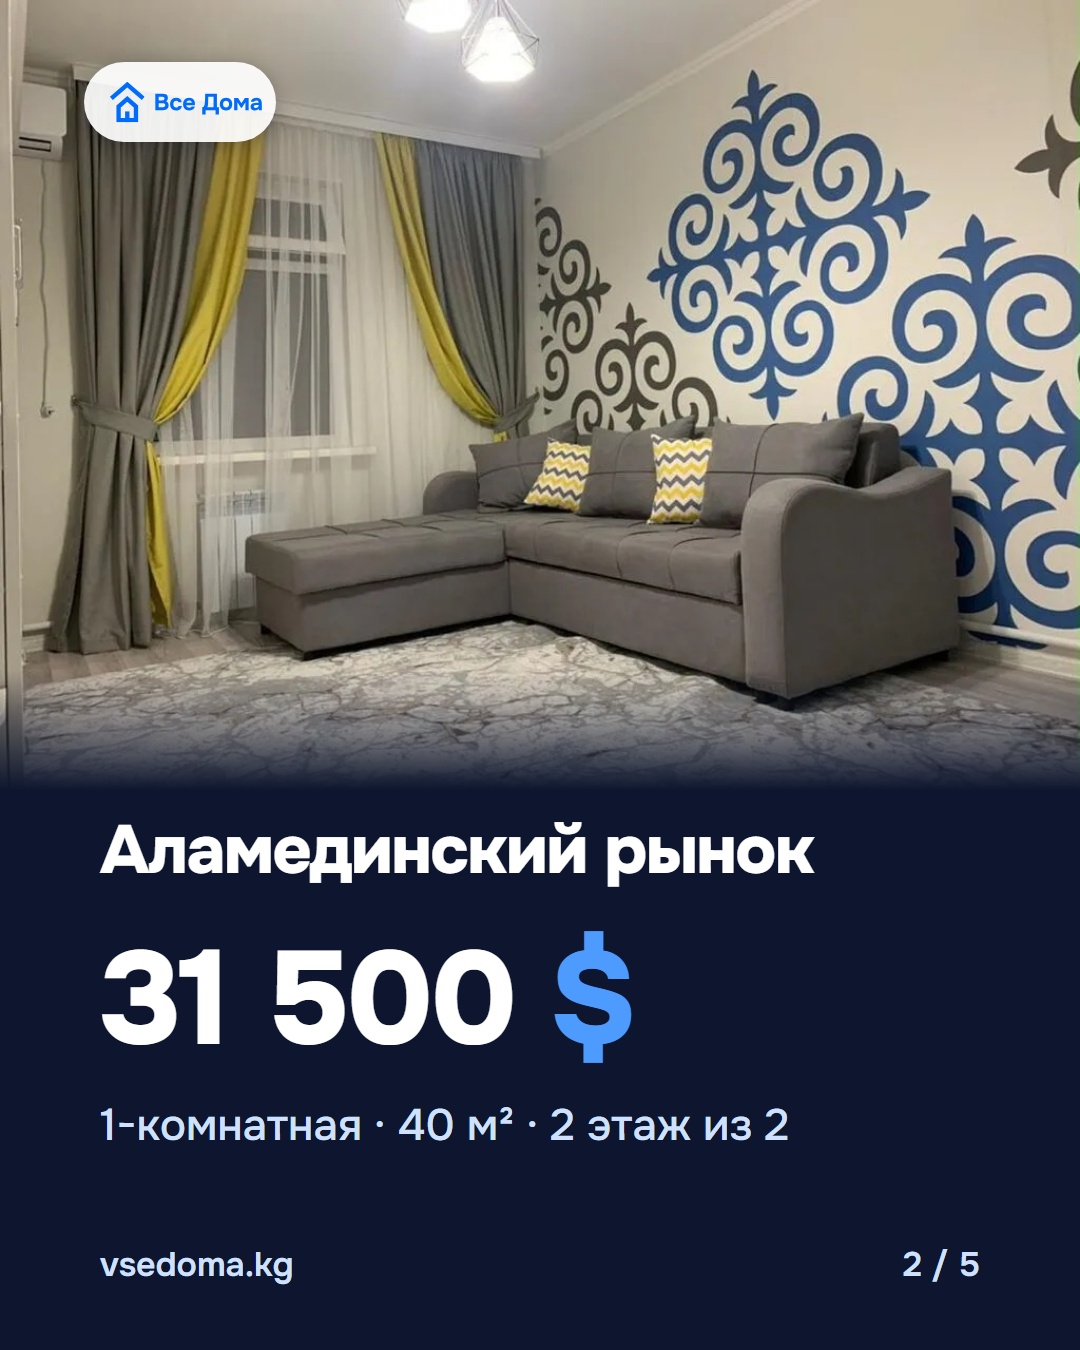 Все Дома
Аламединский рынок
31 500 $
1-комнатная · 40 м² · 2 этаж из 2
vsedoma.kg
2 / 5